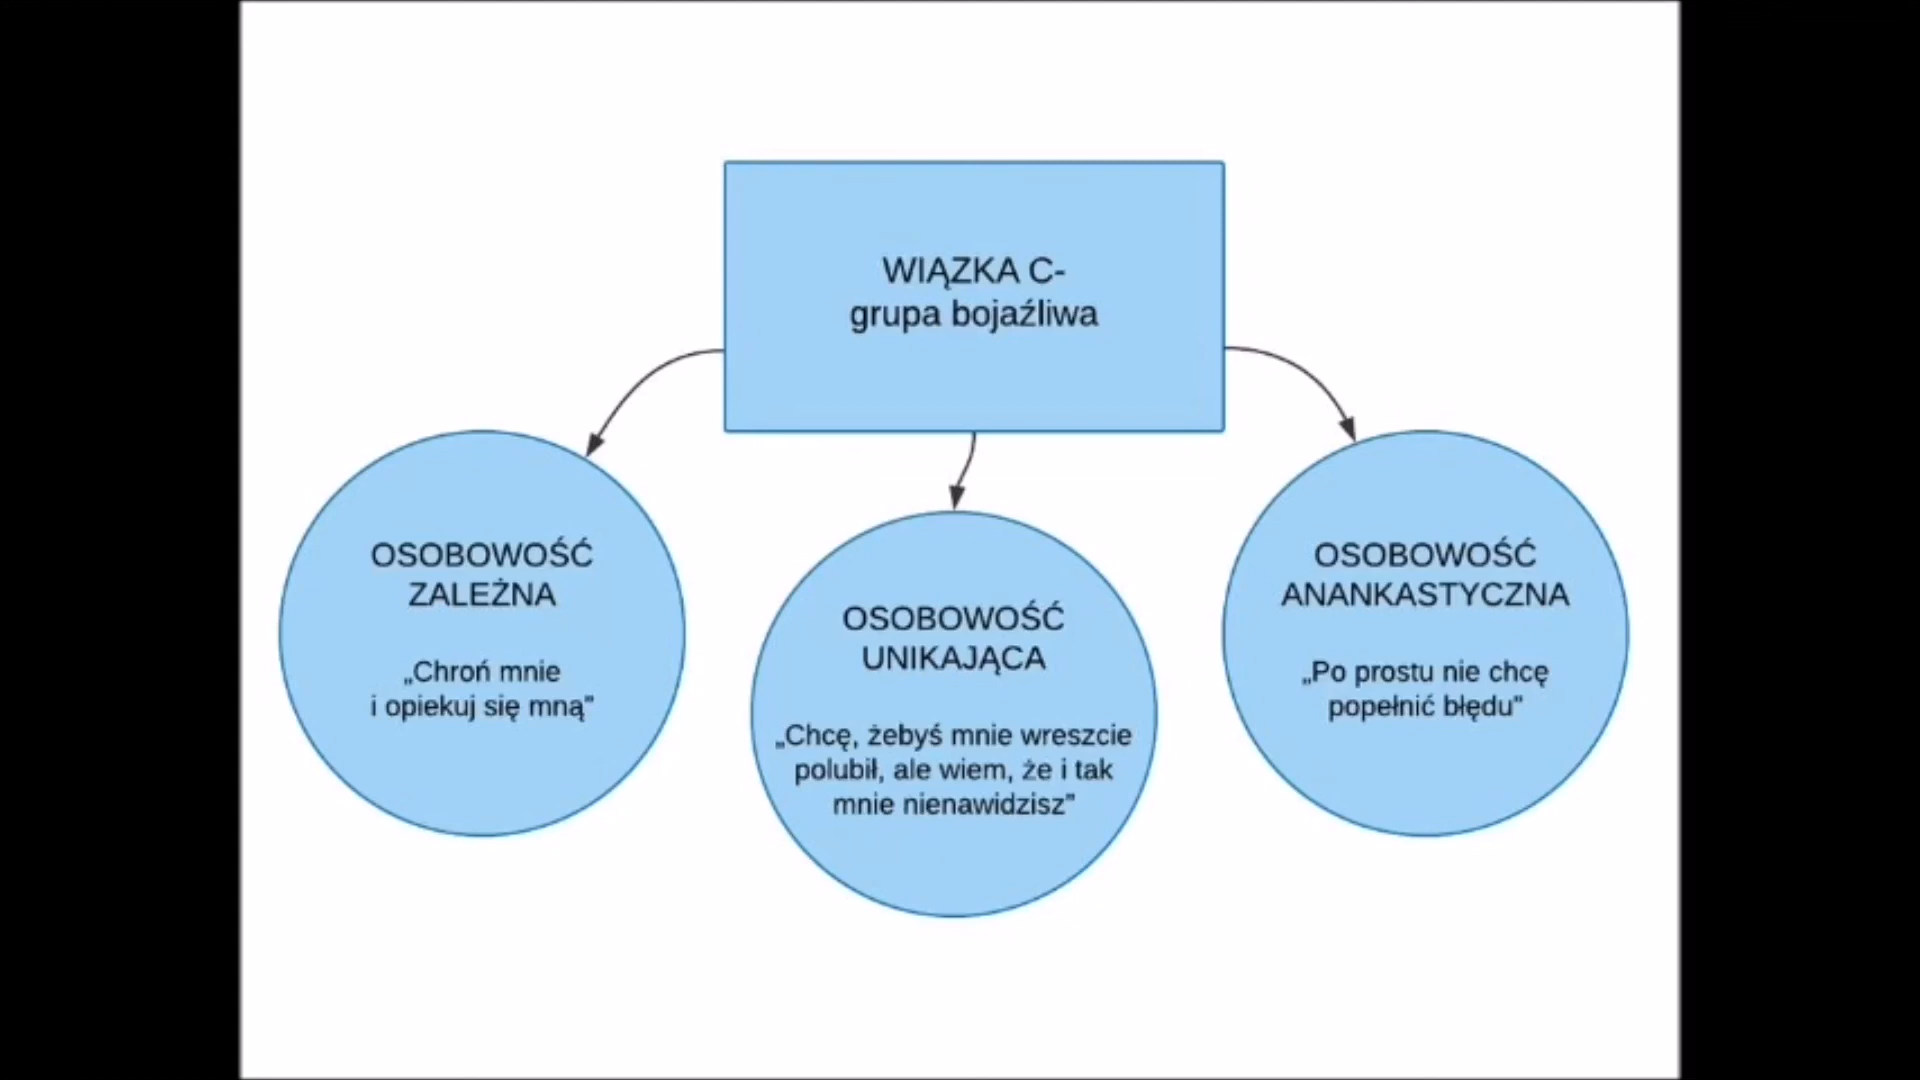 WIĄZKA C-
grupa bojaźliwa
OSOBOWOŚĆ
ZALEŻNA
„Chroń mnie
i opiekuj się mną”
OSOBOWOŚĆ
UNIKAJĄCA
„Chcę, żebyś mnie wreszcie
polubił, ale wiem, że i tak
mnie nienawidzisz”
OSOBOWOŚĆ
ANANKASTYCZNA
„Po prostu nie chcę
popełnić błędu”